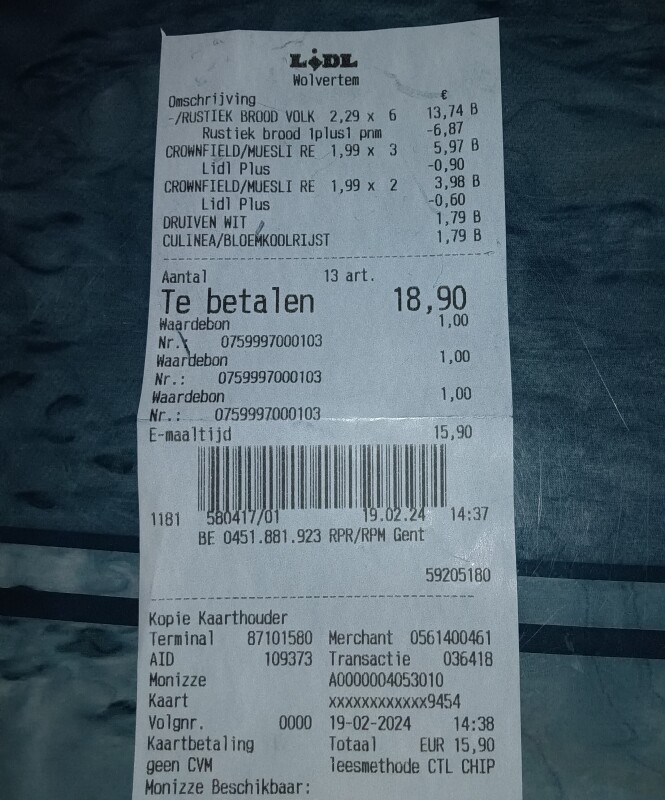 LIDL
Wolvertem
Omschrijving €
-/RUSTIEK BROOD VOLK 2,29 x 6 13,74 B
Rustiek brood 1plus1 pnm -6,87
CROWNFIELD/MUESLI RE 1,99 x 3 5,97 B
Lidl Plus -0,90
CROWNFIELD/MUESLI RE 1,99 x 2 3,98 B
Lidl Plus -0,60
DRUIVEN WIT 1,79 B
CULINEA/BLOEMKOOLRIJST 1,79 B
Aantal 13 art.
Te betalen 18,90
Waardebon 1,00
Nr.: 0759997000103
Waardebon 1,00
Nr.: 0759997000103
Waardebon 1,00
Nr.: 0759997000103
E-maaltijd 15,90
1181 580417/01 19.02.24 14:37
BE 0451.881.923 RPR/RPM Gent
59205180
Kopie Kaarthouder
Terminal 87101580 Merchant 0561400461
AID 109373 Transactie 036418
Monizze A0000004053010
Kaart xxxxxxxxxxxx9454
Volgnr. 0000 19-02-2024 14:38
Kaartbetaling Totaal EUR 15,90
geen CVM leesmethode CTL CHIP
Monizze Beschikbaar: